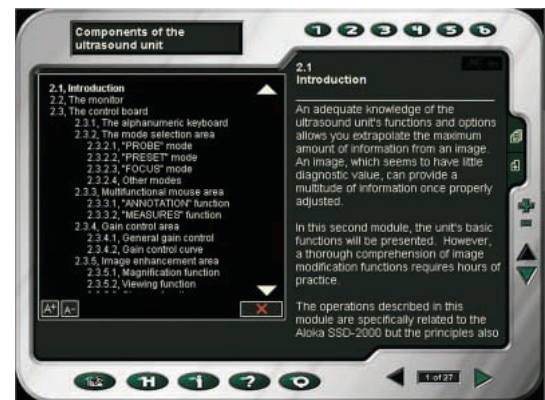 Components of the
ultrasound unit
1 2 3 4 5 6
2.1, Introduction
2.2, The monitor
2.3, The control board
2.3.1, The alphanumeric keyboard
2.3.2, The mode selection area
2.3.2.1, "PROBE" mode
2.3.2.2, "PRESET" mode
2.3.2.3, "FOCUS" mode
2.3.2.4, Other modes
2.3.3, Multifunctional mouse area
2.3.3.1, "ANNOTATION" function
2.3.3.2, "MEASURES" function
2.3.4, Gain control area
2.3.4.1, General gain control
2.3.4.2, Gain control curve
2.3.5, Image enhancement area
2.3.5.1, Magnification function
2.3.5.2, Viewing function
A+ A-
2.1
Introduction
An adequate knowledge of the
ultrasound unit's functions and options
allows you extrapolate the maximum
amount of information from an image.
An image, which seems to have little
diagnostic value, can provide a
multitude of information once properly
adjusted.
In this second module, the unit's basic
functions will be presented. However,
a thorough comprehension of image
modification functions requires hours of
practice.
The operations described in this
module are specifically related to the
Aloka SSD-2000 but the principles also
H i ?
1 of 27